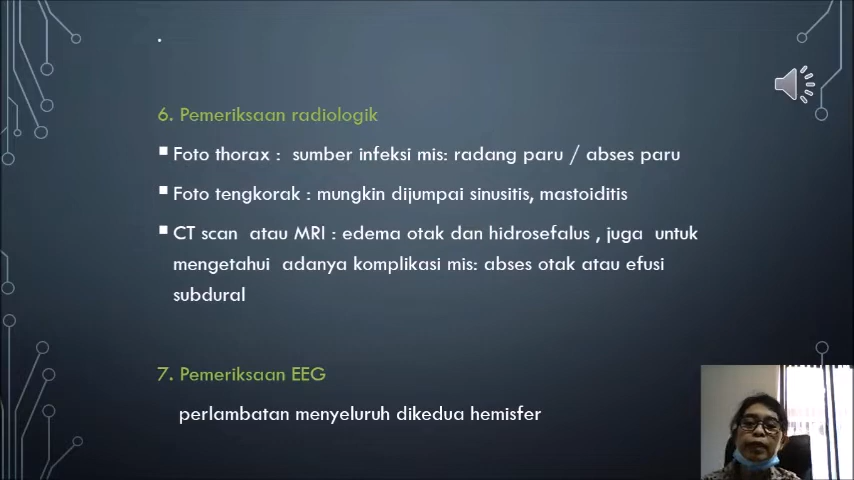 .
6. Pemeriksaan radiologik
▪ Foto thorax : sumber infeksi mis: radang paru / abses paru
▪ Foto tengkorak : mungkin dijumpai sinusitis, mastoiditis
▪ CT scan atau MRI : edema otak dan hidrosefalus , juga untuk
mengetahui adanya komplikasi mis: abses otak atau efusi
subdural
7. Pemeriksaan EEG
perlambatan menyeluruh dikedua hemisfer